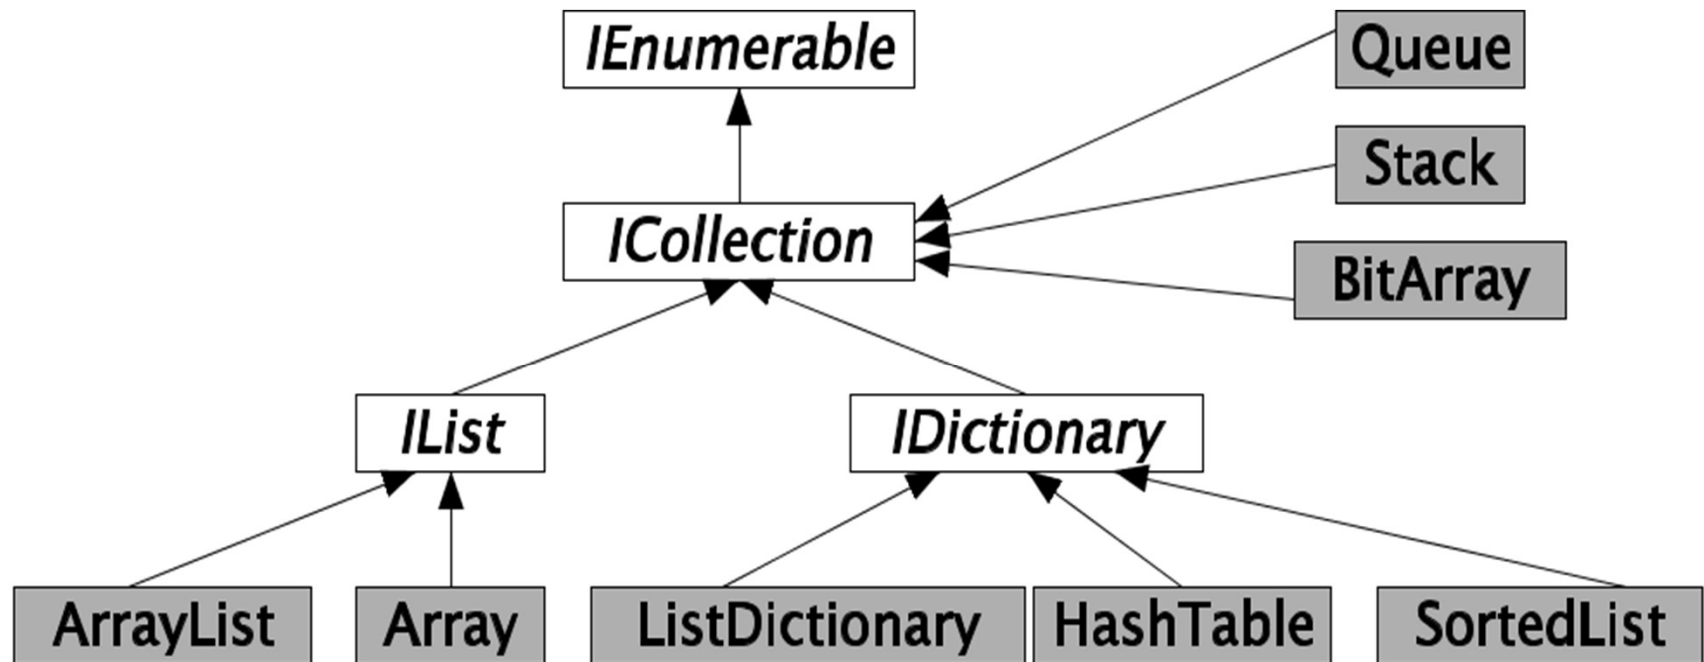 IEnumerable
Queue
Stack
ICollection
BitArray
IList
IDictionary
ArrayList
Array
ListDictionary
HashTable
SortedList